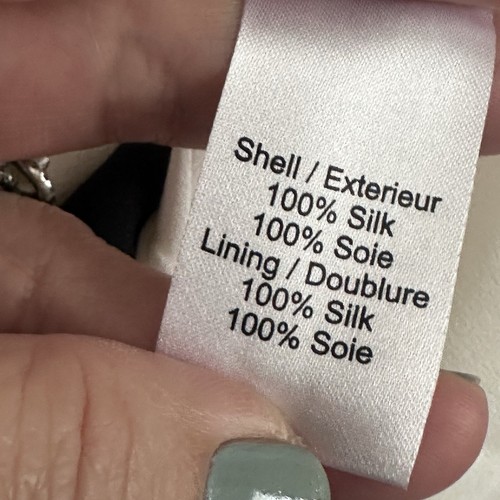 Shell / Exterieur
100% Silk
100% Soie
Lining / Doublure
100% Silk
100% Soie